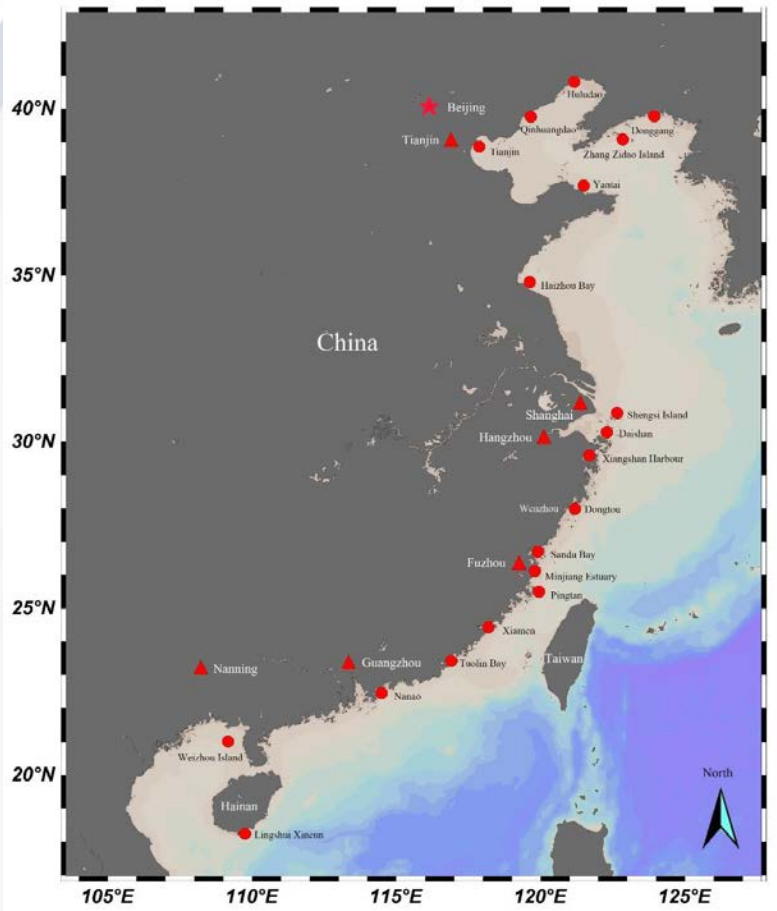 40°N
Beijing
Huludao
Qinhuangdao
Donggang
Tianjin
Tianjin
Zhang Zidao Island
Yantai
35°N
Haizhou Bay
China
Shanghai
Shengsi Island
30°N
Hangzhou
Daishan
Xiangshan Harbour
Wenzhou
Dongtou
Fuzhou
Sandu Bay
Minjiang Estuary
25°N
Pingtan
Xiamen
Nanning
Guangzhou
Tuolin Bay
Taiwan
Nanao
20°N
Weizhou Island
North
Hainan
Lingshui Xincun
105°E
110°E
115°E
120°E
125°E